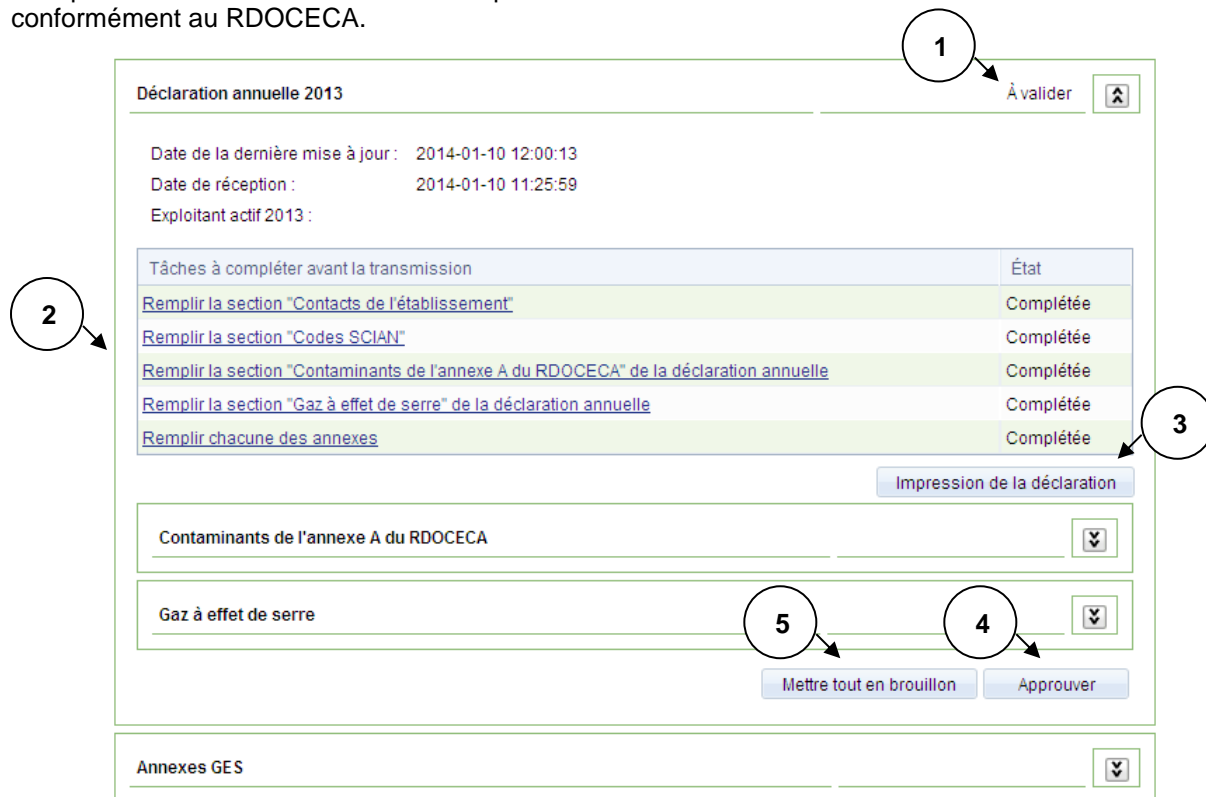 conformément au RDOCECA.
1
Déclaration annuelle 2013 À valider
Date de la dernière mise à jour : 2014-01-10 12:00:13
Date de réception : 2014-01-10 11:25:59
Exploitant actif 2013 :
Tâches à compléter avant la transmission État
2
Remplir la section "Contacts de l'établissement" Complétée
Remplir la section "Codes SCIAN" Complétée
Remplir la section "Contaminants de l'annexe A du RDOCECA" de la déclaration annuelle Complétée
Remplir la section "Gaz à effet de serre" de la déclaration annuelle Complétée
Remplir chacune des annexes Complétée
3
Impression de la déclaration
Contaminants de l'annexe A du RDOCECA
Gaz à effet de serre
5 4
Mettre tout en brouillon Approuver
Annexes GES